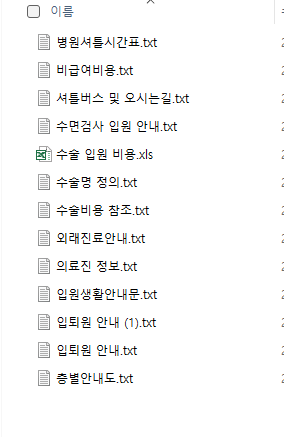 이름
병원셔틀시간표.txt
비급여비용.txt
셔틀버스 및 오시는길.txt
수면검사 입원 안내.txt
수술 입원 비용.xls
수술명 정의.txt
수술비용 참조.txt
외래진료안내.txt
의료진 정보.txt
입원생활안내문.txt
입퇴원 안내 (1).txt
입퇴원 안내.txt
층별안내도.txt